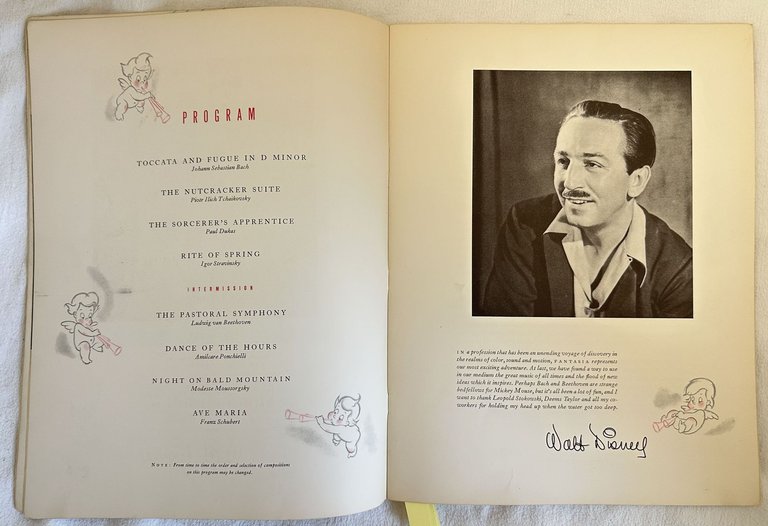 PROGRAM
TOCCATA AND FUGUE IN D MINOR
Johann Sebastian Bach
THE NUTCRACKER SUITE
Piotr Ilich Tchaikovsky
THE SORCERER'S APPRENTICE
Paul Dukas
RITE OF SPRING
Igor Stravinsky
INTERMISSION
THE PASTORAL SYMPHONY
Ludwig van Beethoven
DANCE OF THE HOURS
Amilcare Ponchielli
NIGHT ON BALD MOUNTAIN
Modeste Moussorgsky
AVE MARIA
Franz Schubert
NOTE: From time to time the order and selection of compositions
on this program may be changed.
IN a profession that has been an unending voyage of discovery in
the realms of color, sound and motion, FANTASIA represents
our most exciting adventure. At last, we have found a way to use
in our medium the great music of all times and the flood of new
ideas which it inspires. Perhaps Bach and Beethoven are strange
bedfellows for Mickey Mouse, but it's all been a lot of fun, and I
want to thank Leopold Stokowski, Deems Taylor and all my co-
workers for holding my head up when the water got too deep.
Walt Disney